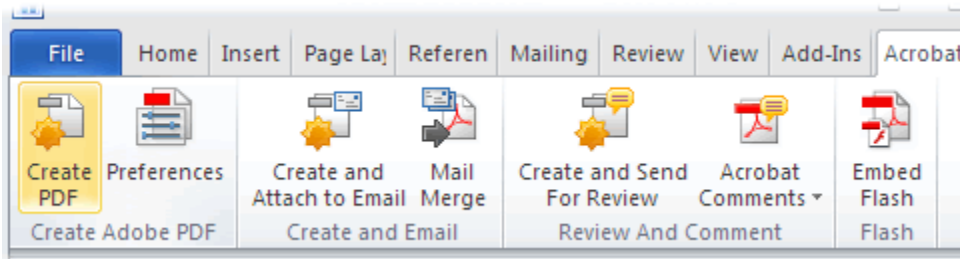 File Home Insert Page Lay Referen Mailing Review View Add-Ins Acrobat
Create PDF
Preferences
Create and Attach to Email
Mail Merge
Create and Send For Review
Acrobat Comments
Embed Flash
Create Adobe PDF
Create and Email
Review And Comment
Flash